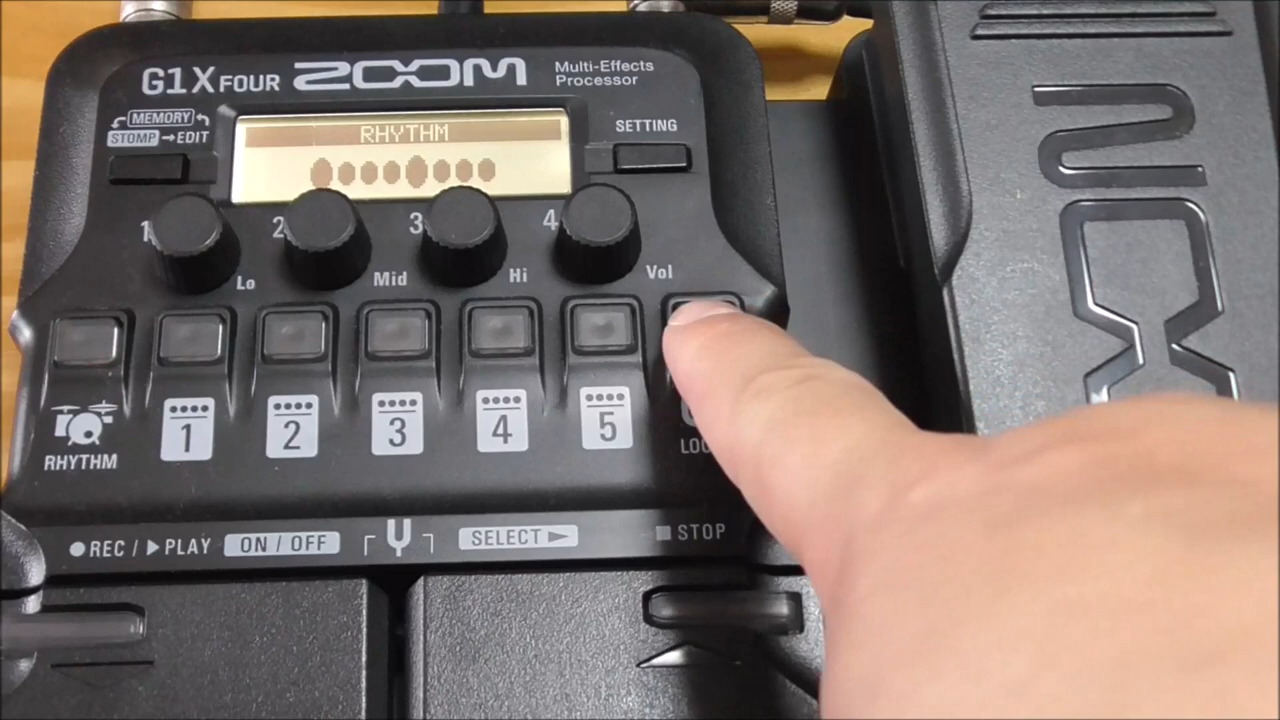 G1X FOUR ZOOM Multi-Effects
Processor
MEMORY
STOMP → EDIT
RHYTHM
SETTING
1 2 3 4
Lo Mid Hi Vol
1 2 3 4 5
RHYTHM
REC / PLAY ON / OFF SELECT STOP